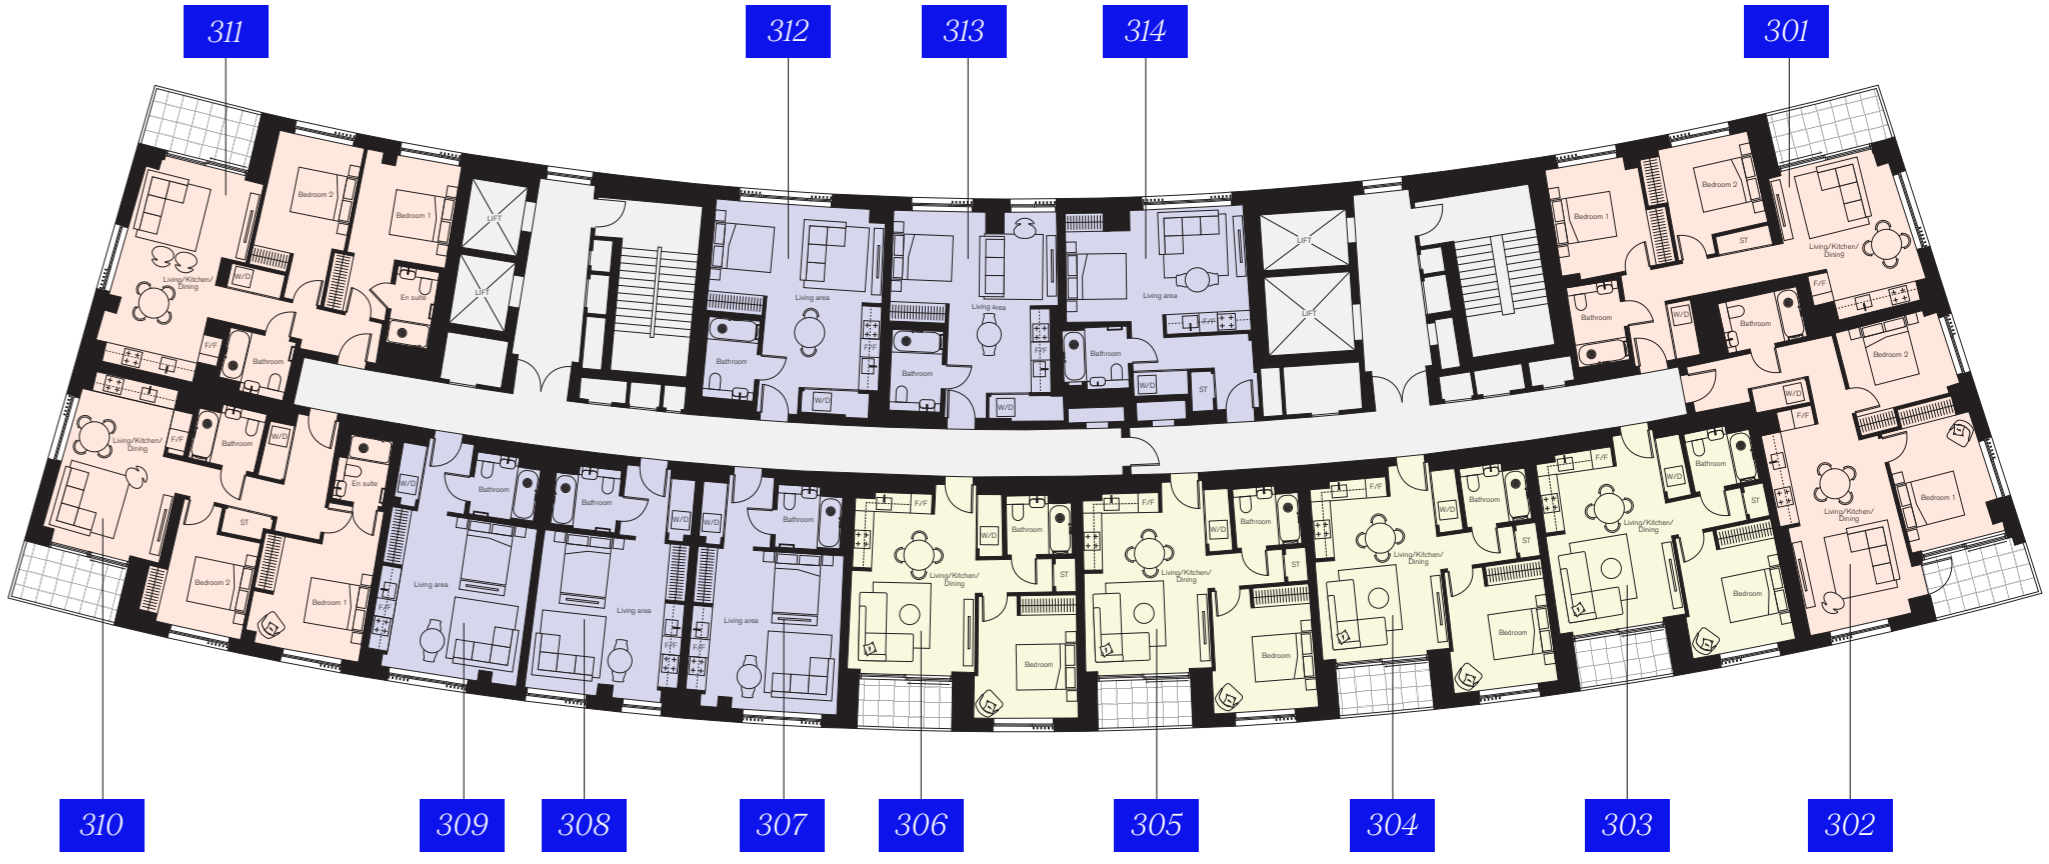 311
312
313
314
301
Bedroom 2
Bedroom 1
LIFT
LIFT
Living/Kitchen/
Dining
W/D
En suite
F/F
Bathroom
Living area
Bathroom
F/F
W/D
Living Area
Bathroom
F/F
W/D
Living area
F/F
Bathroom
W/D
ST
LIFT
LIFT
Bedroom 1
Bedroom 2
ST
Living/Kitchen/
Dining
F/F
Bathroom
W/D
Bathroom
Bedroom 2
W/D
F/F
Bedroom 1
Living/Kitchen/
Dining
Living/Kitchen/
Dining
F/F
Bathroom
W/D
En suite
ST
Bedroom 2
Bedroom 1
W/D
Bathroom
Living area
F/F
Bathroom
W/D
Living area
F/F
W/D
Bathroom
Living area
F/F
F/F
W/D
Bathroom
ST
Living/Kitchen/
Dining
Bedroom
F/F
W/D
Bathroom
ST
Living/Kitchen/
Dining
Bedroom
F/F
W/D
Bathroom
ST
Living/Kitchen/
Dining
Bedroom
F/F
W/D
Bathroom
ST
Living/Kitchen/
Dining
Bedroom
310
309
308
307
306
305
304
303
302